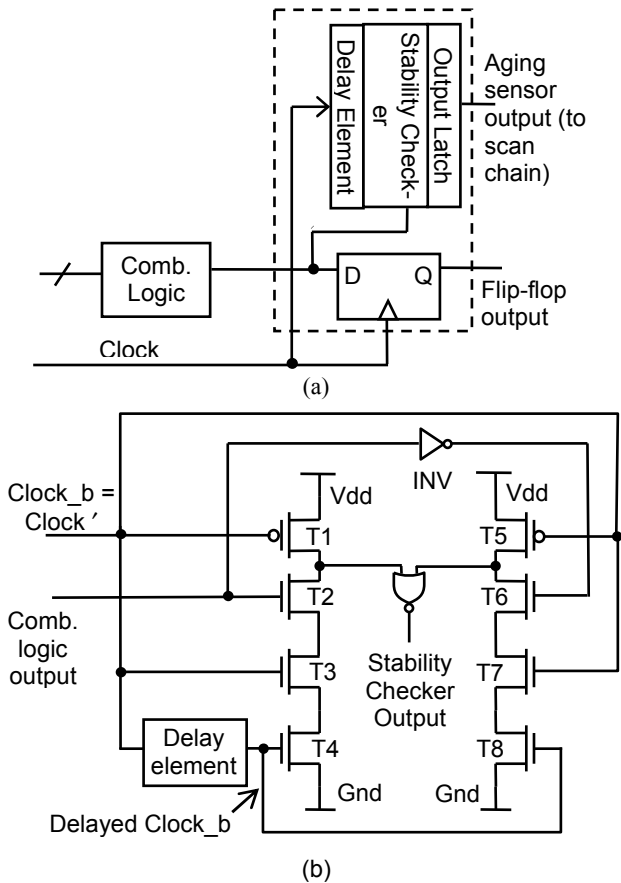 Delay Element
Stability Check-
er
Output Latch
Aging
sensor
output (to
scan
chain)
Comb.
Logic
D
Q
Flip-flop
output
Clock
(a)
Clock_b =
Clock ′
Vdd
INV
Vdd
T1
T5
T2
T6
Comb.
logic
output
Stability
Checker
Output
T3
T7
Delay
element
T4
T8
Gnd
Gnd
Delayed Clock_b
(b)